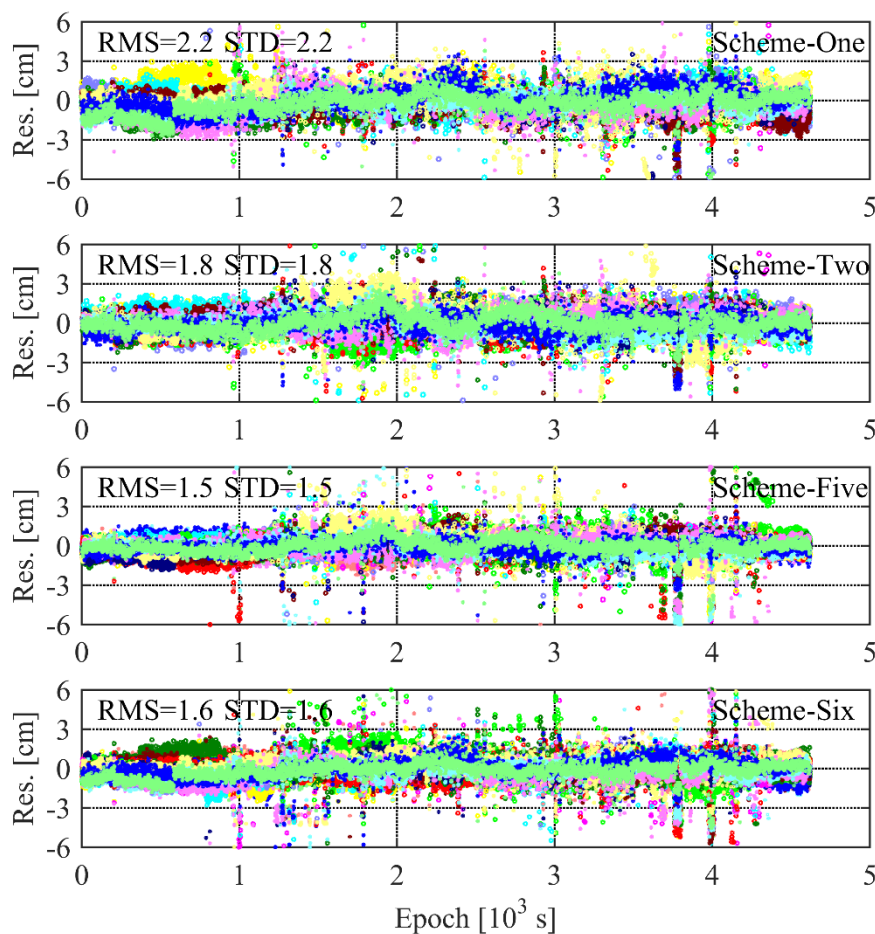 6
RMS=2.2 STD=2.2 Scheme-One
3
Res. [cm]
0
-3
-6
0 1 2 3 4 5
6
RMS=1.8 STD=1.8 Scheme-Two
3
Res. [cm]
0
-3
-6
0 1 2 3 4 5
6
RMS=1.5 STD=1.5 Scheme-Five
3
Res. [cm]
0
-3
-6
0 1 2 3 4 5
6
RMS=1.6 STD=1.6 Scheme-Six
3
Res. [cm]
0
-3
-6
0 1 2 3 4 5
Epoch [10³ s]